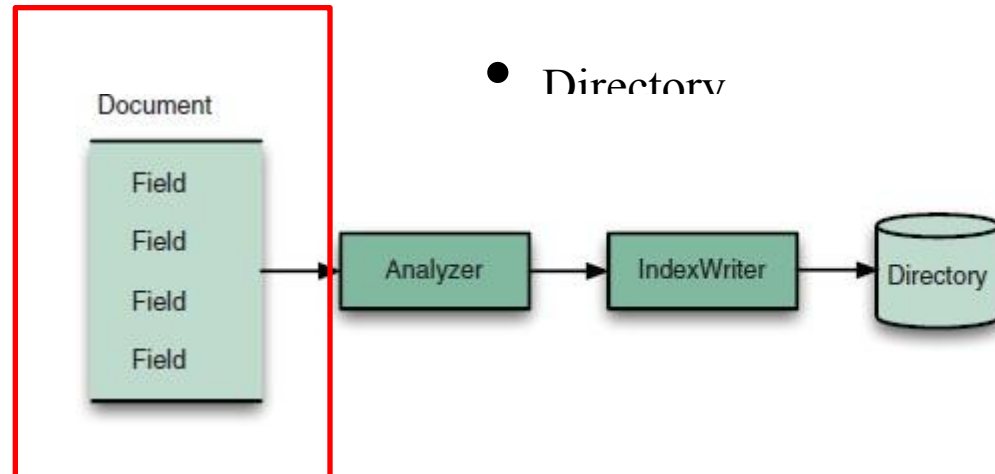 • Directory
Document
Field
Field
Field
Field
Analyzer
IndexWriter
Directory